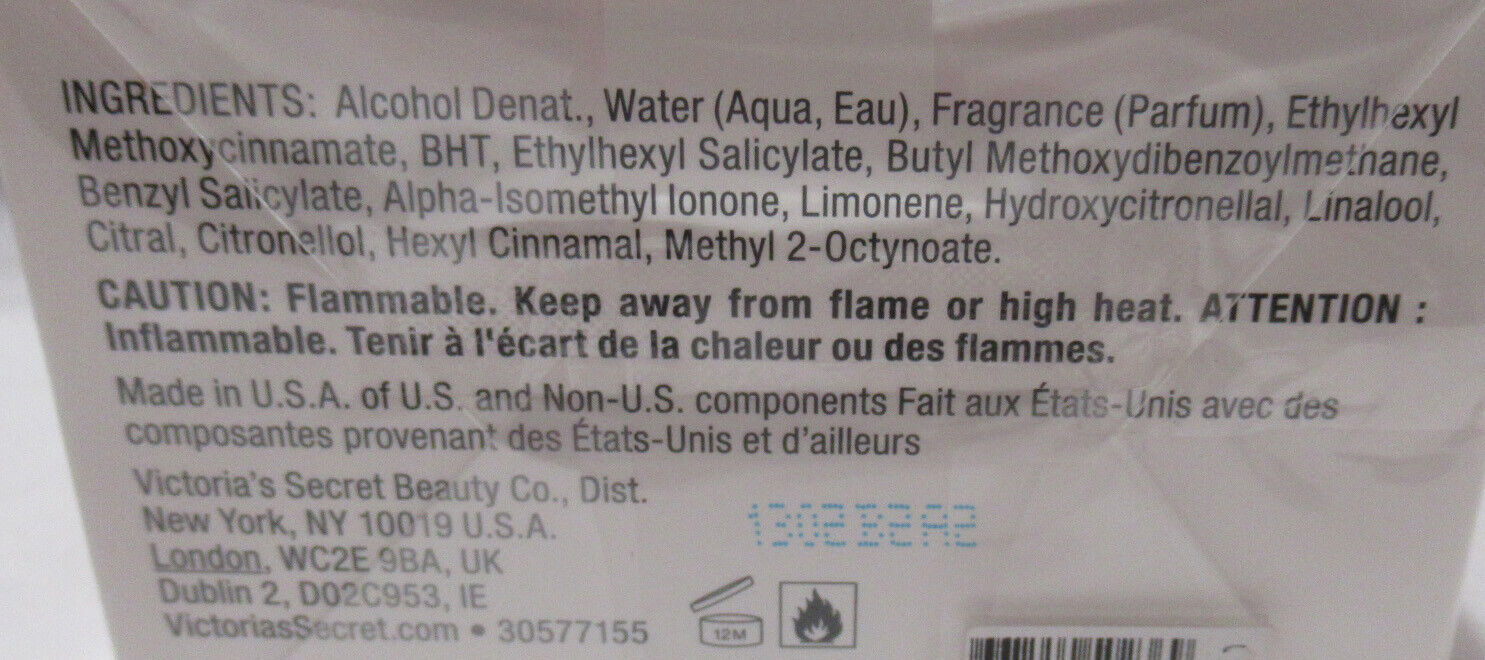 INGREDIENTS: Alcohol Denat., Water (Aqua, Eau), Fragrance (Parfum), Ethylhexyl
Methoxycinnamate, BHT, Ethylhexyl Salicylate, Butyl Methoxydibenzoylmethane,
Benzyl Salicylate, Alpha-Isomethyl Ionone, Limonene, Hydroxycitronellal, Linalool,
Citral, Citronellol, Hexyl Cinnamal, Methyl 2-Octynoate.
CAUTION: Flammable. Keep away from flame or high heat. ATTENTION :
Inflammable. Tenir à l'écart de la chaleur ou des flammes.
Made in U.S.A. of U.S. and Non-U.S. components Fait aux États-Unis avec des
composantes provenant des États-Unis et d'ailleurs
Victoria's Secret Beauty Co., Dist.
New York, NY 10019 U.S.A.
London, WC2E 9BA, UK
Dublin 2, D02C953, IE
VictoriasSecret.com • 30577155
12M